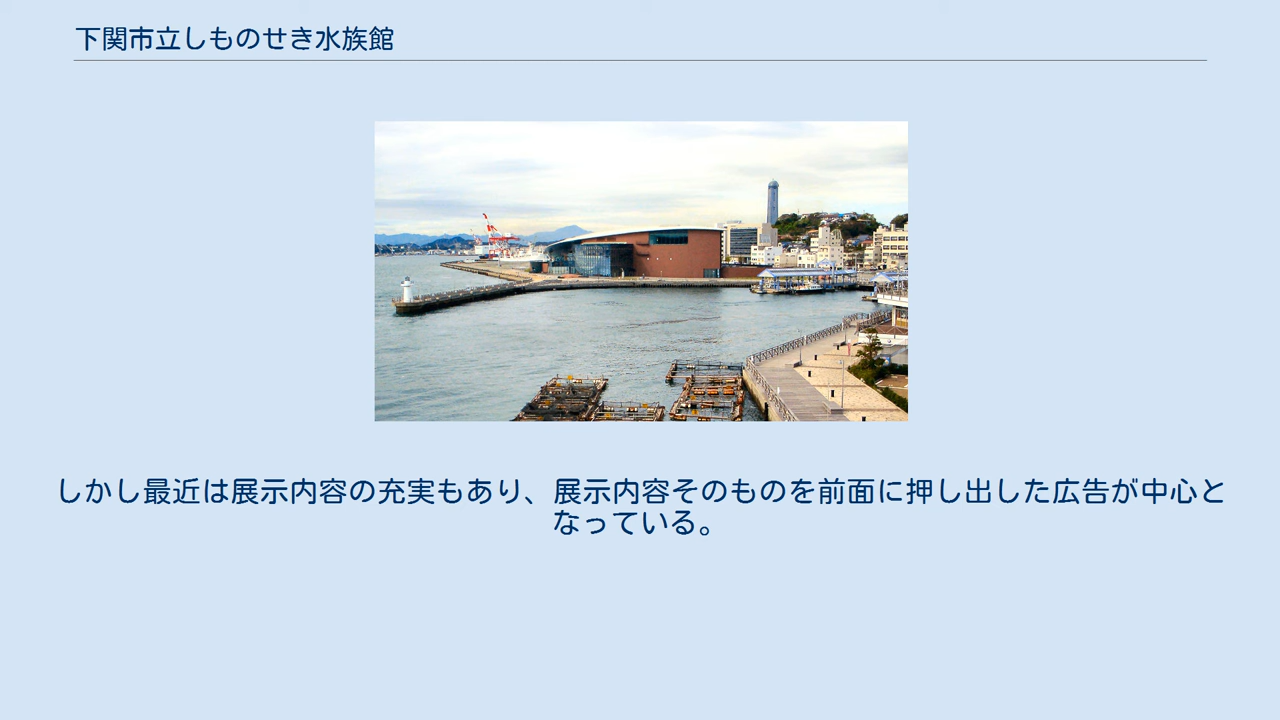 下関市立しものせき水族館
しかし最近は展示内容の充実もあり、展示内容そのものを前面に押し出した広告が中心と
なっている。